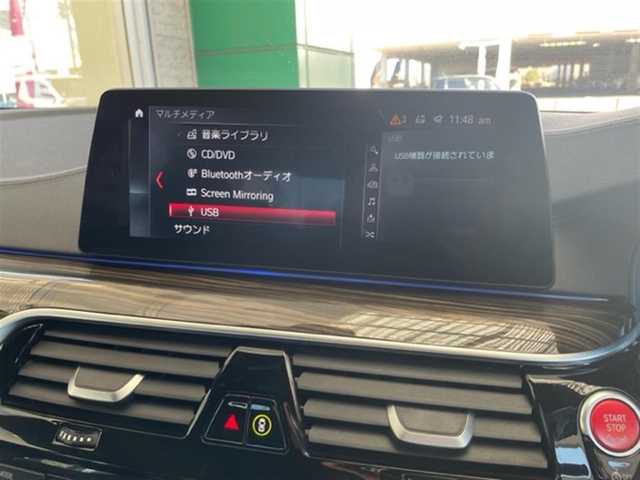 マルチメディア
3 11:48 am
音楽ライブラリ
CD/DVD
Bluetoothオーディオ
Screen Mirroring
USB
サウンド
USB
USB機器が接続されていま
START
STOP